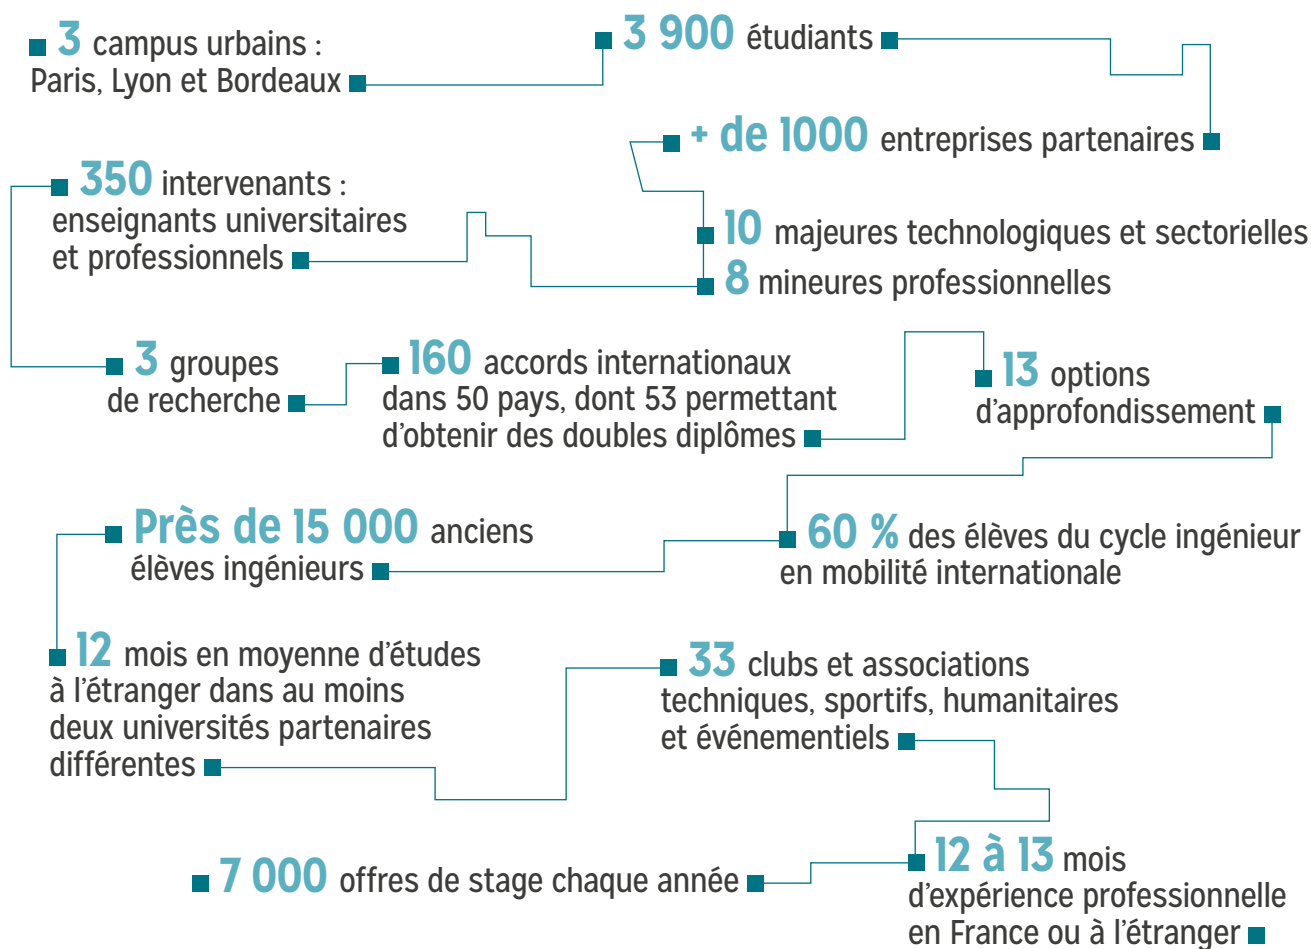 3 campus urbains :
Paris, Lyon et Bordeaux
3 900 étudiants
+ de 1000 entreprises partenaires
350 intervenants :
enseignants universitaires
et professionnels
10 majeures technologiques et sectorielles
8 mineures professionnelles
3 groupes
de recherche
160 accords internationaux
dans 50 pays, dont 53 permettant
d'obtenir des doubles diplômes
13 options
d'approfondissement
Près de 15 000 anciens
élèves ingénieurs
60 % des élèves du cycle ingénieur
en mobilité internationale
12 mois en moyenne d'études
à l'étranger dans au moins
deux universités partenaires
différentes
33 clubs et associations
techniques, sportifs, humanitaires
et événementiels
7 000 offres de stage chaque année
12 à 13 mois
d'expérience professionnelle
en France ou à l'étranger